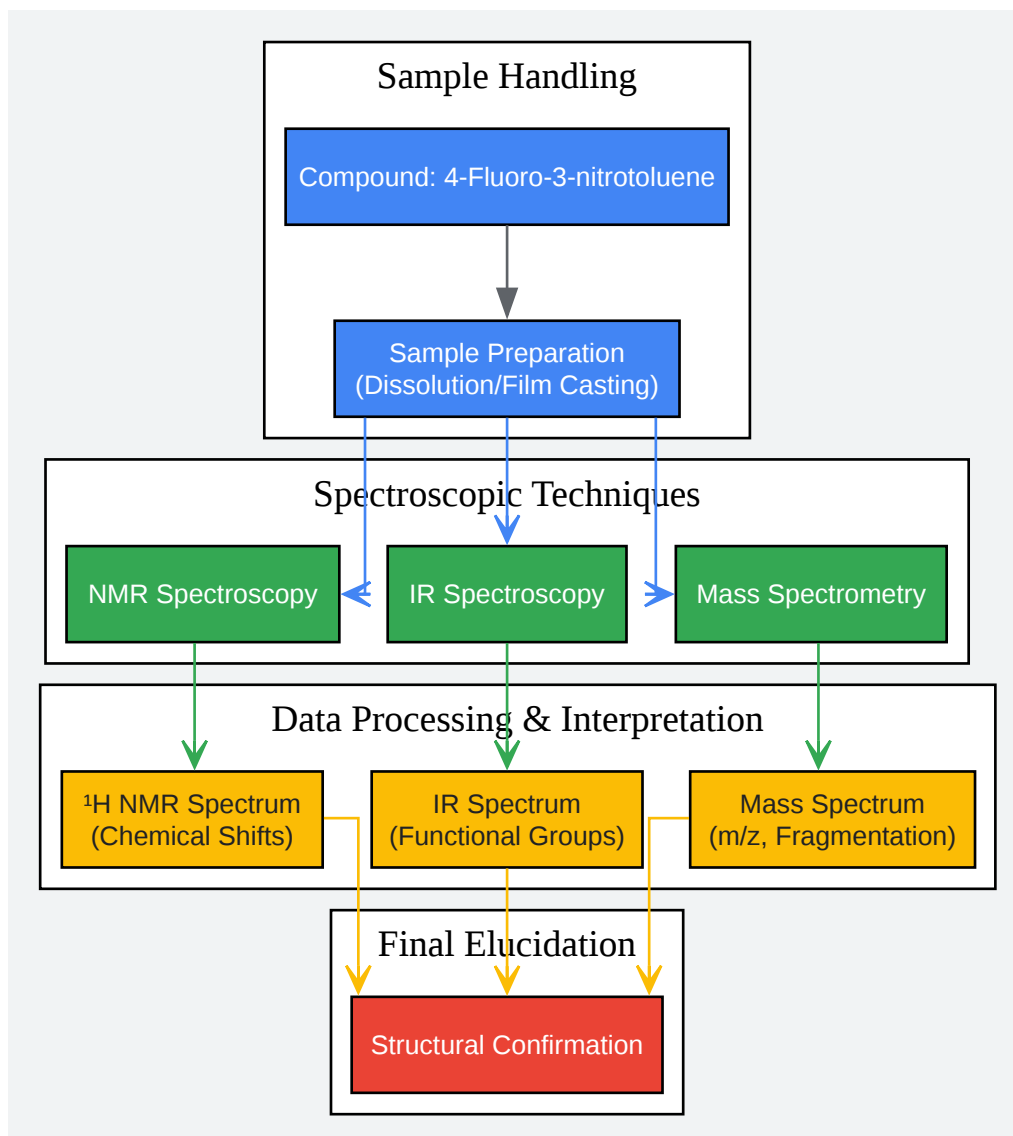 Sample Handling
Compound: 4-Fluoro-3-nitrotoluene
Sample Preparation
(Dissolution/Film Casting)
Spectroscopic Techniques
NMR Spectroscopy
IR Spectroscopy
Mass Spectrometry
Data Processing & Interpretation
¹H NMR Spectrum
(Chemical Shifts)
IR Spectrum
(Functional Groups)
Mass Spectrum
(m/z, Fragmentation)
Final Elucidation
Structural Confirmation